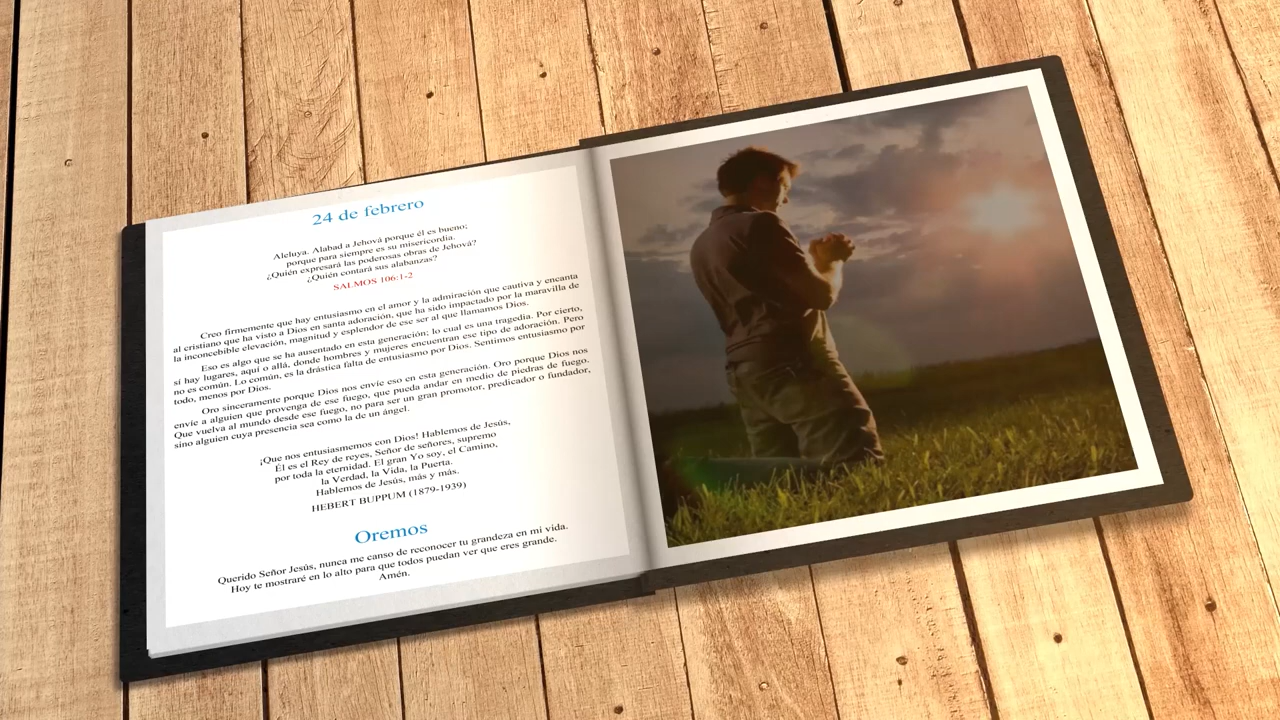 24 de febrero
Aleluya. Alabad a Jehová porque él es bueno;
porque para siempre es su misericordia.
¿Quién expresará las poderosas obras de Jehová?
¿Quién contará sus alabanzas?
SALMOS 106:1-2
Creo firmemente que hay entusiasmo en el amor y la admiración que cautiva y encanta
al cristiano que ha visto a Dios en santa adoración, que ha sido impactado por la maravilla de
la inconcebible elevación, magnitud y esplendor de ese ser al que llamamos Dios.
Eso es algo que se ha ausentado en esta generación; lo cual es una tragedia. Por cierto,
sí hay lugares, aquí o allá, donde hombres y mujeres encuentran ese tipo de adoración. Pero
no es común. Lo común, es la drástica falta de entusiasmo por Dios. Sentimos entusiasmo por
todo, menos por Dios.
Oro sinceramente porque Dios nos envíe eso en esta generación. Oro porque Dios nos
envíe a alguien que provenga de ese fuego, que pueda andar en medio de piedras de fuego.
Que vuelva al mundo desde ese fuego, no para ser un gran promotor, predicador o fundador,
sino alguien cuya presencia sea como la de un ángel.
¡Que nos entusiasmemos con Dios! Hablemos de Jesús,
Él es el Rey de reyes, Señor de señores, supremo
por toda la eternidad. El gran Yo soy, el Camino,
la Verdad, la Vida, la Puerta.
Hablemos de Jesús, más y más.
HEBERT BUPPUM (1879-1939)
Oremos
Querido Señor Jesús, nunca me canso de reconocer tu grandeza en mi vida.
Hoy te mostraré en lo alto para que todos puedan ver que eres grande.
Amén.